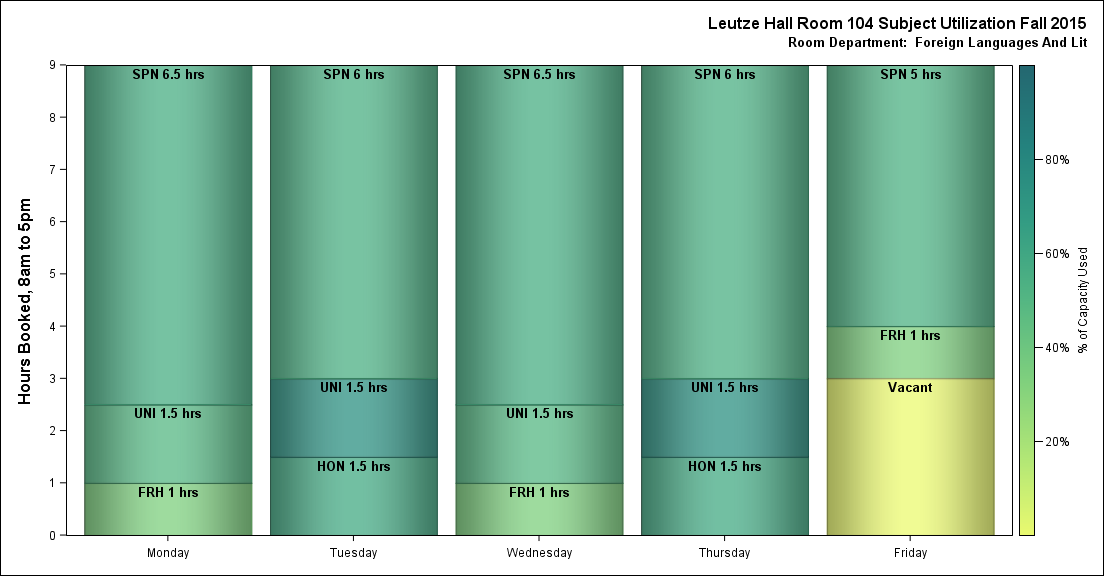 Leutze Hall Room 104 Subject Utilization Fall 2015
Room Department:  Foreign Languages And Lit
Hours Booked, 8am to 5pm
9
8
7
6
5
4
3
2
1
0
SPN 6.5 hrs
UNI 1.5 hrs
FRH 1 hrs
Monday
SPN 6 hrs
UNI 1.5 hrs
HON 1.5 hrs
Tuesday
SPN 6.5 hrs
UNI 1.5 hrs
FRH 1 hrs
Wednesday
SPN 6 hrs
UNI 1.5 hrs
HON 1.5 hrs
Thursday
SPN 5 hrs
FRH 1 hrs
Vacant
Friday
80%
60%
40%
20%
% of Capacity Used